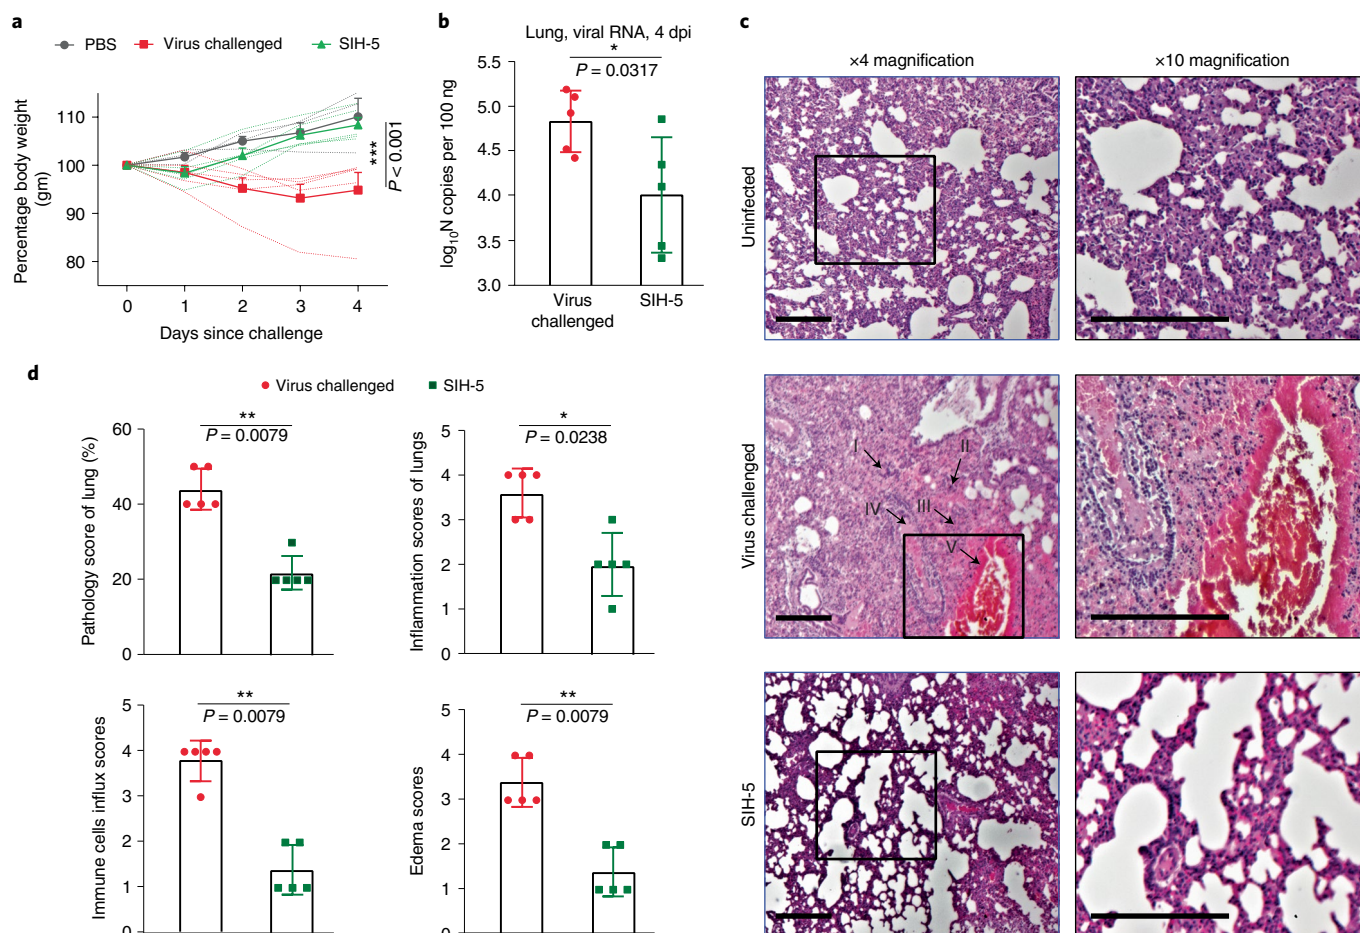 a
PBS
Virus challenged
SIH-5
Percentage body weight
(gm)
110
100
90
80
0
1
2
3
4
Days since challenge
***
P < 0.001
b
Lung, viral RNA, 4 dpi
*
P = 0.0317
log10N copies per 100 ng
5.5
5.0
4.5
4.0
3.5
3.0
Virus
challenged
SIH-5
c
×4 magnification
×10 magnification
Uninfected
Virus challenged
I
II
III
IV
V
SIH-5
d
Virus challenged
SIH-5
Pathology score of lung (%)
60
40
20
0
**
P = 0.0079
Inflammation scores of lungs
5
4
3
2
1
0
*
P = 0.0238
Immune cells influx scores
5
4
3
2
1
0
**
P = 0.0079
Edema scores
5
4
3
2
1
0
**
P = 0.0079